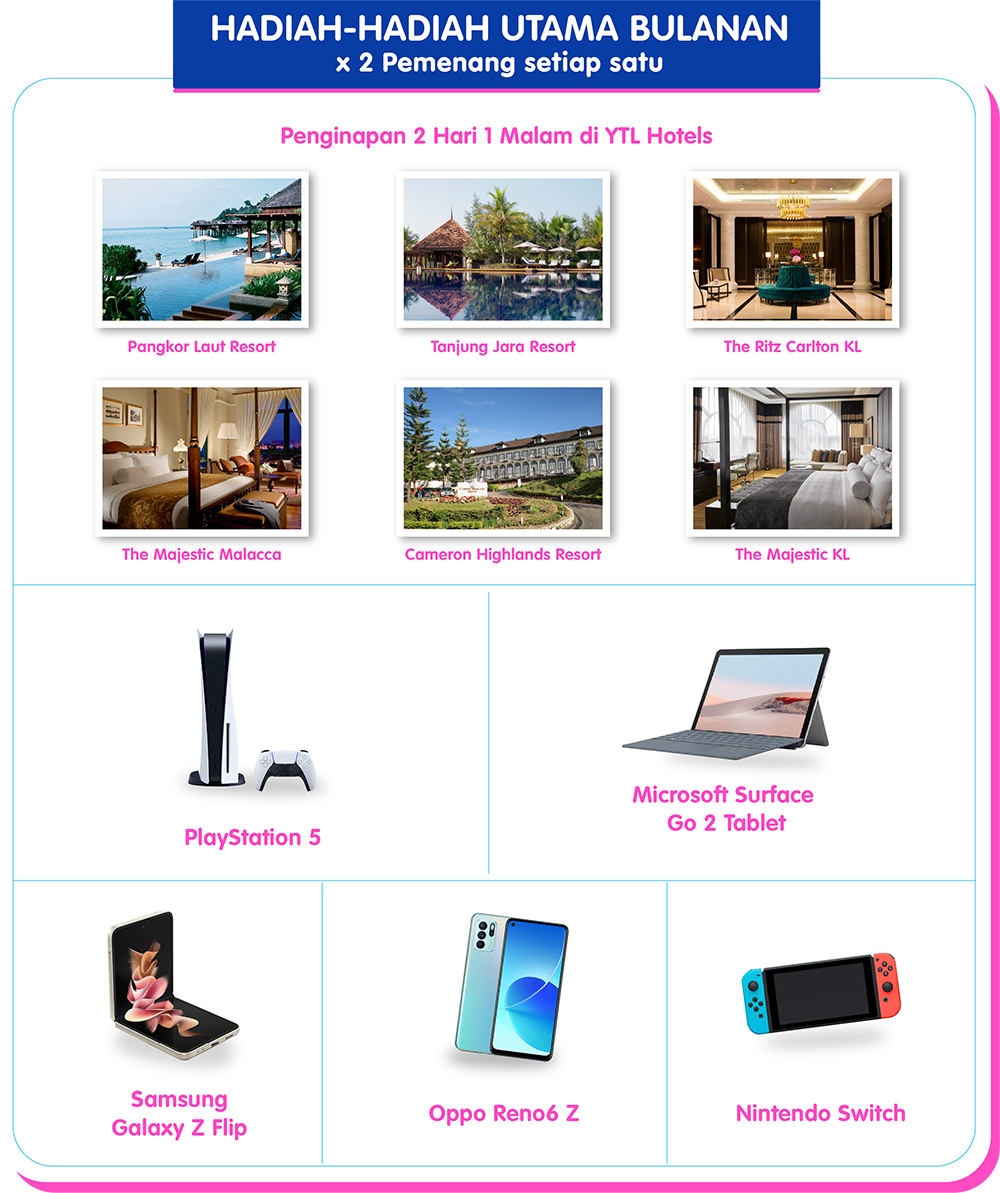 HADIAH-HADIAH UTAMA BULANAN
x 2 Pemenang setiap satu
Penginapan 2 Hari 1 Malam di YTL Hotels
Pangkor Laut Resort
Tanjung Jara Resort
The Ritz Carlton KL
The Majestic Malacca
Cameron Highlands Resort
The Majestic KL
PlayStation 5
Microsoft Surface
Go 2 Tablet
Samsung
Galaxy Z Flip
Oppo Reno6 Z
Nintendo Switch